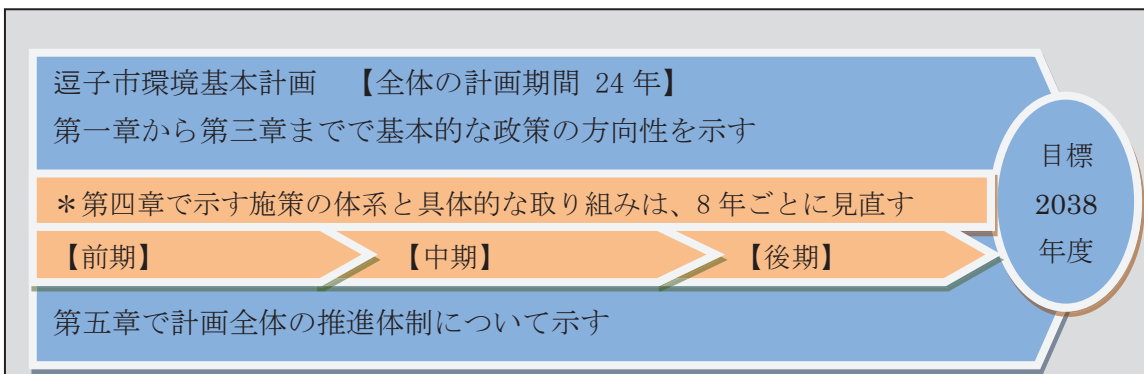 逗子市環境基本計画　【全体の計画期間 24 年】
第一章から第三章までで基本的な政策の方向性を示す
＊第四章で示す施策の体系と具体的な取り組みは、8 年ごとに見直す
【前期】
【中期】
【後期】
第五章で計画全体の推進体制について示す
目標
2038
年度